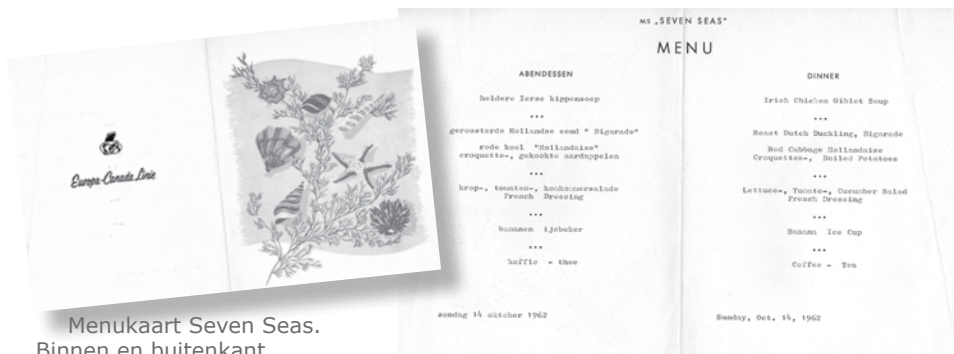 Europa-Canada Linie
Menukaart Seven Seas.
Binnen en buitenkant
MS „SEVEN SEAS"
MENU
ABENDESSEN
heldere Ierse kippensoep
***
geroosterde Hollandse eend " Bigarade"
rode kool "Hollandaise"
croquette-, gekookte aardappelen
***
krop-, tomaten-, komkommersalade
French Dressing
***
bananen ijsbeker
***
koffie - thee
zondag 14 oktober 1962
DINNER
Irish Chicken Giblet Soup
***
Roast Dutch Duckling, Bigarade
Red Cabbage Hollandaise
Croquettes-, Boiled Potatoes
***
Lettuce-, Tomato-, Cucumber Salad
French Dressing
***
Banana Ice Cup
***
Coffee - Tea
Sunday, Oct. 14, 1962